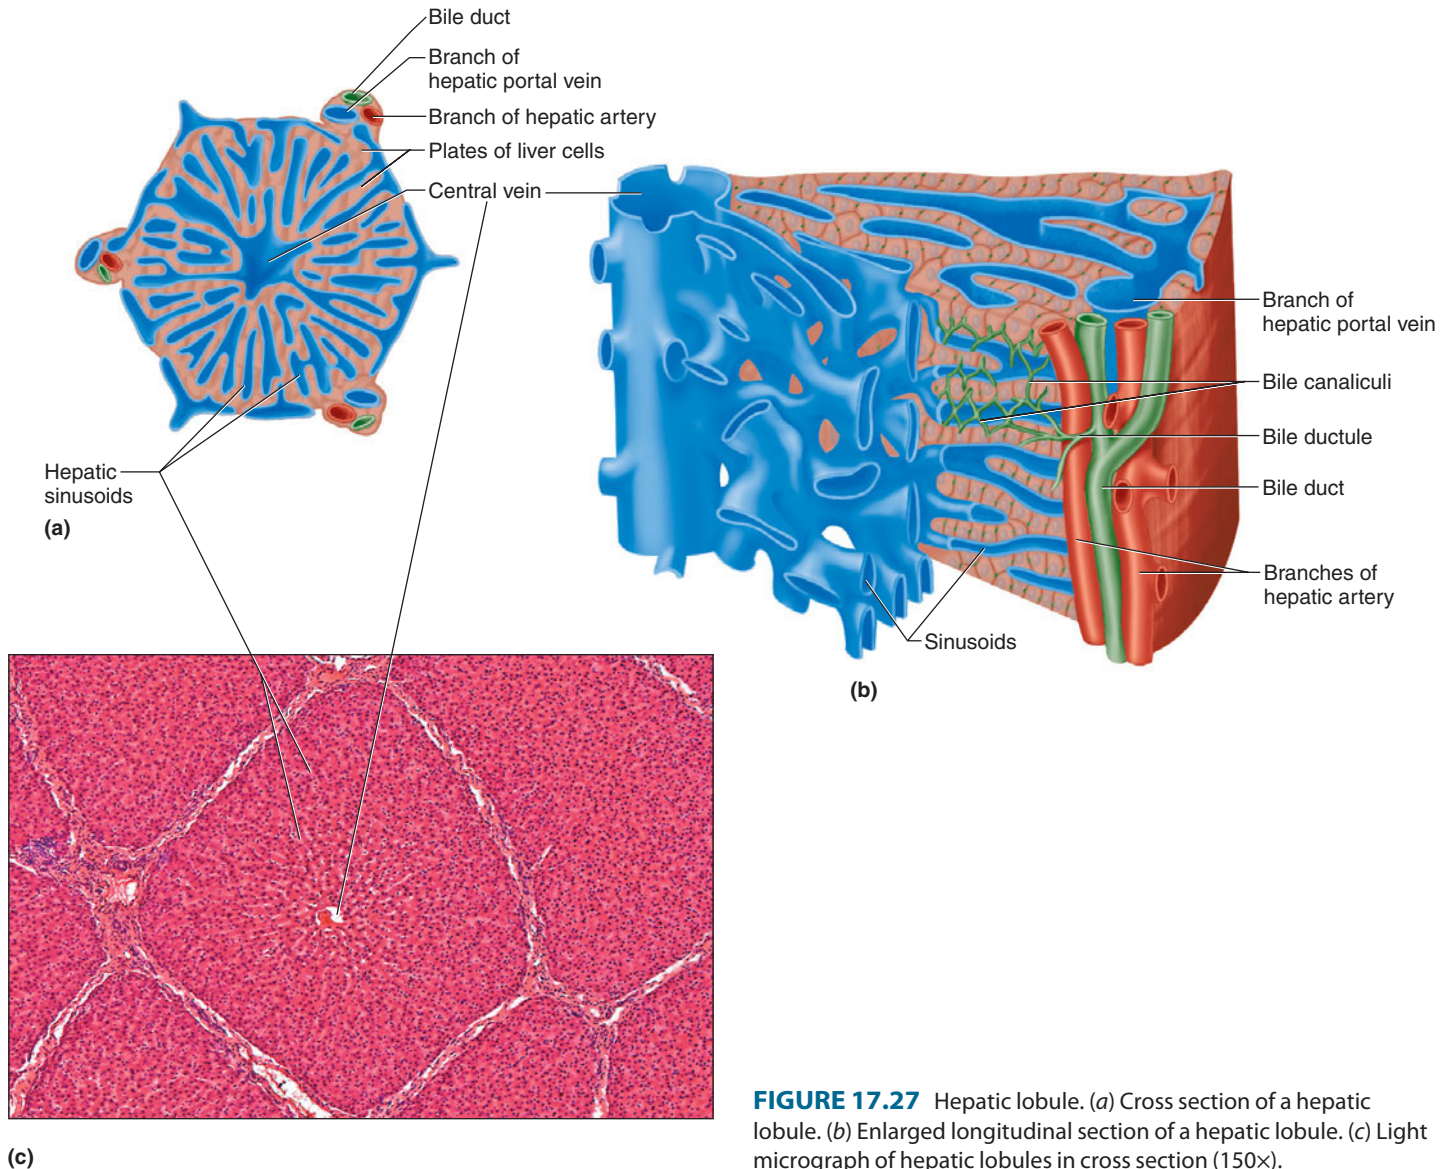 Bile duct
Branch of
hepatic portal vein
Branch of hepatic artery
Plates of liver cells
Central vein
Hepatic
sinusoids
(a)
Branch of
hepatic portal vein
Bile canaliculi
Bile ductule
Bile duct
Branches of
hepatic artery
Sinusoids
(b)
(c)
FIGURE 17.27 Hepatic lobule. (a) Cross section of a hepatic
lobule. (b) Enlarged longitudinal section of a hepatic lobule. (c) Light
micrograph of hepatic lobules in cross section (150×).